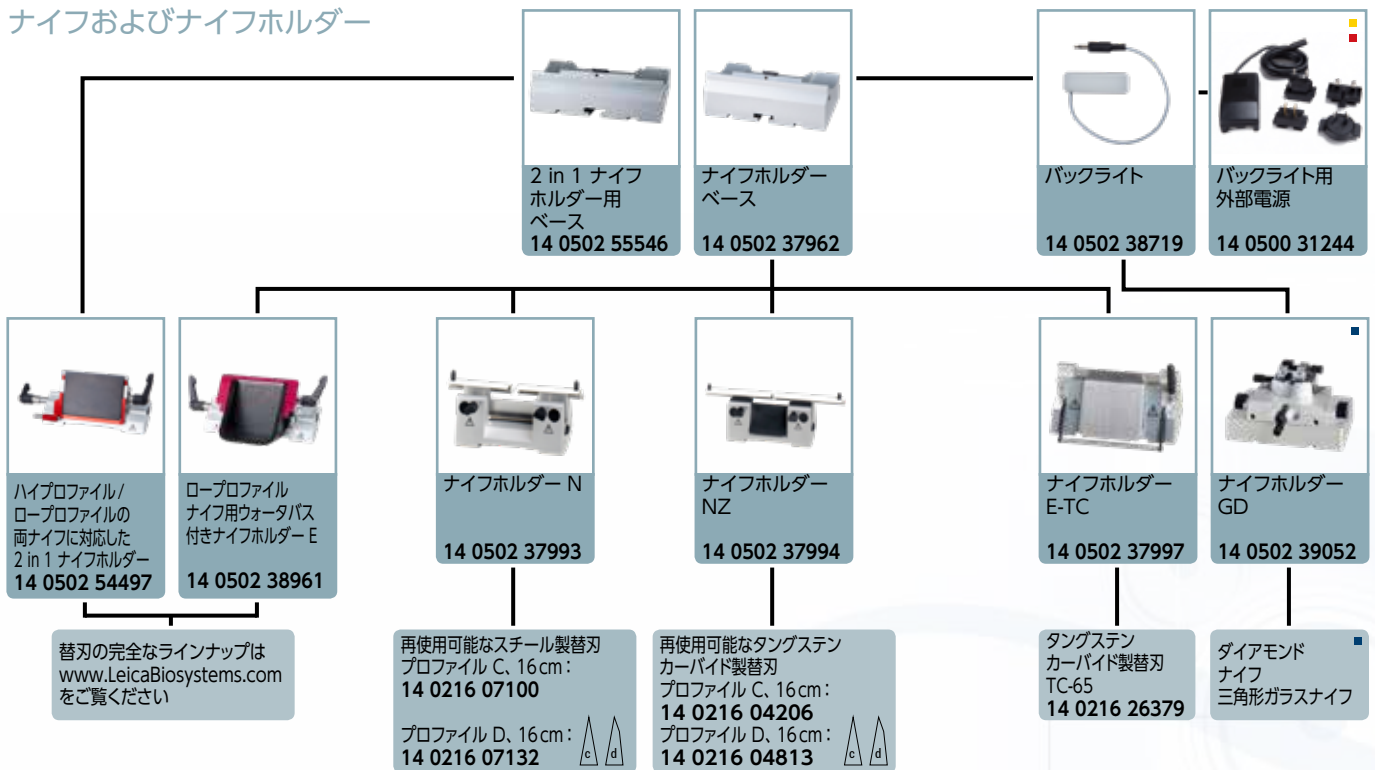 ナイフおよびナイフホルダー
2 in 1 ナイフ
ホルダー用
ベース
14 0502 55546
ナイフホルダー
ベース
14 0502 37962
バックライト
14 0502 38719
バックライト用
外部電源
14 0500 31244
ハイプロファイル/
ロープロファイルの
両ナイフに対応した
2 in 1 ナイフホルダー
14 0502 54497
ロープロファイル
ナイフ用ウォータバス
付きナイフホルダー E
14 0502 38961
ナイフホルダー N
14 0502 37993
ナイフホルダー
NZ
14 0502 37994
ナイフホルダー
E-TC
14 0502 37997
ナイフホルダー
GD
14 0502 39052
替刃の完全なラインナップは
www.LeicaBiosystems.com
をご覧ください
再使用可能なスチール製替刃
プロファイル C、16 cm：
14 0216 07100
プロファイル D、16 cm：
14 0216 07132
c d
再使用可能なタングステン
カーバイド製替刃
プロファイル C、16 cm：
14 0216 04206
プロファイル D、16 cm：
14 0216 04813
c d
タングステン
カーバイド製替刃
TC-65
14 0216 26379
ダイアモンド
ナイフ
三角形ガラスナイフ